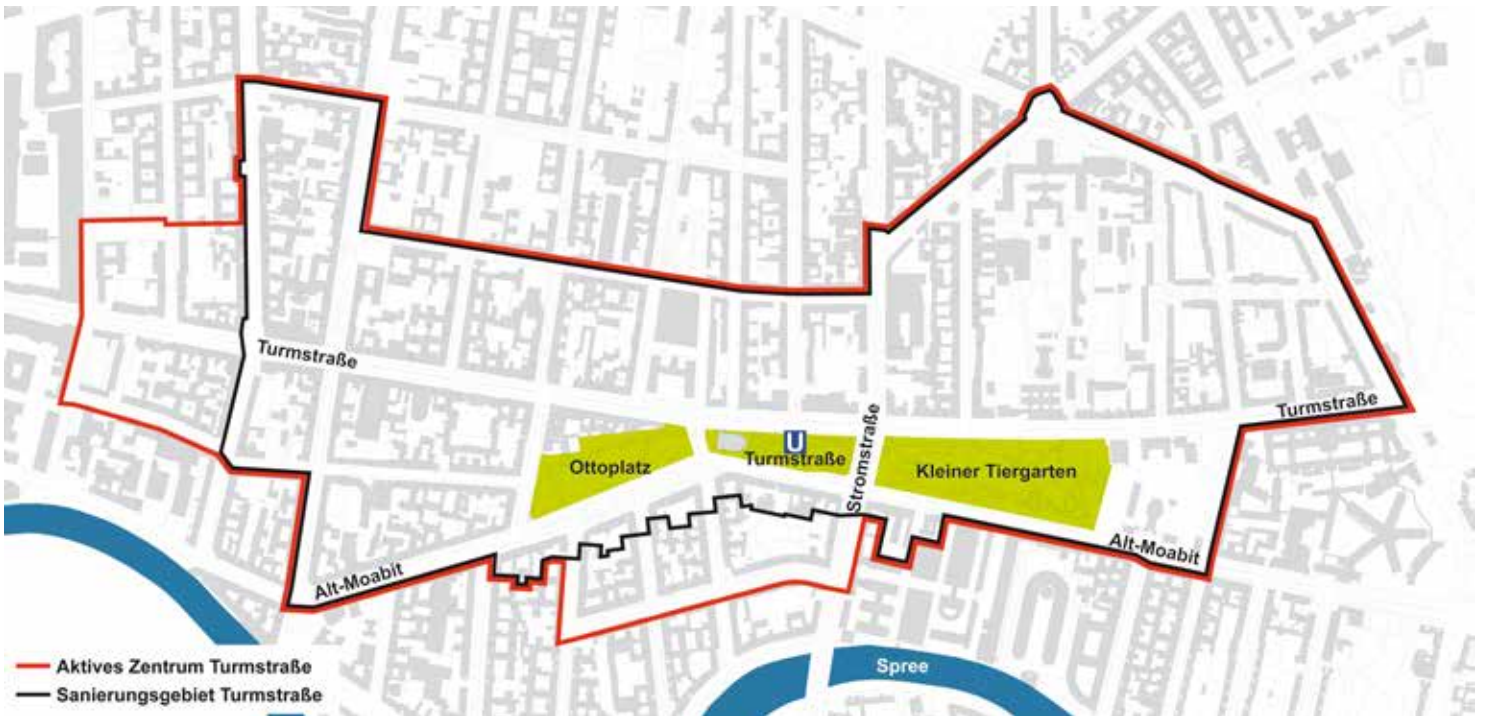 Turmstraße
Turmstraße
Stromstraße
U
Ottoplatz
Turmstraße
Kleiner Tiergarten
Alt-Moabit
Alt-Moabit
Spree
Aktives Zentrum Turmstraße
Sanierungsgebiet Turmstraße